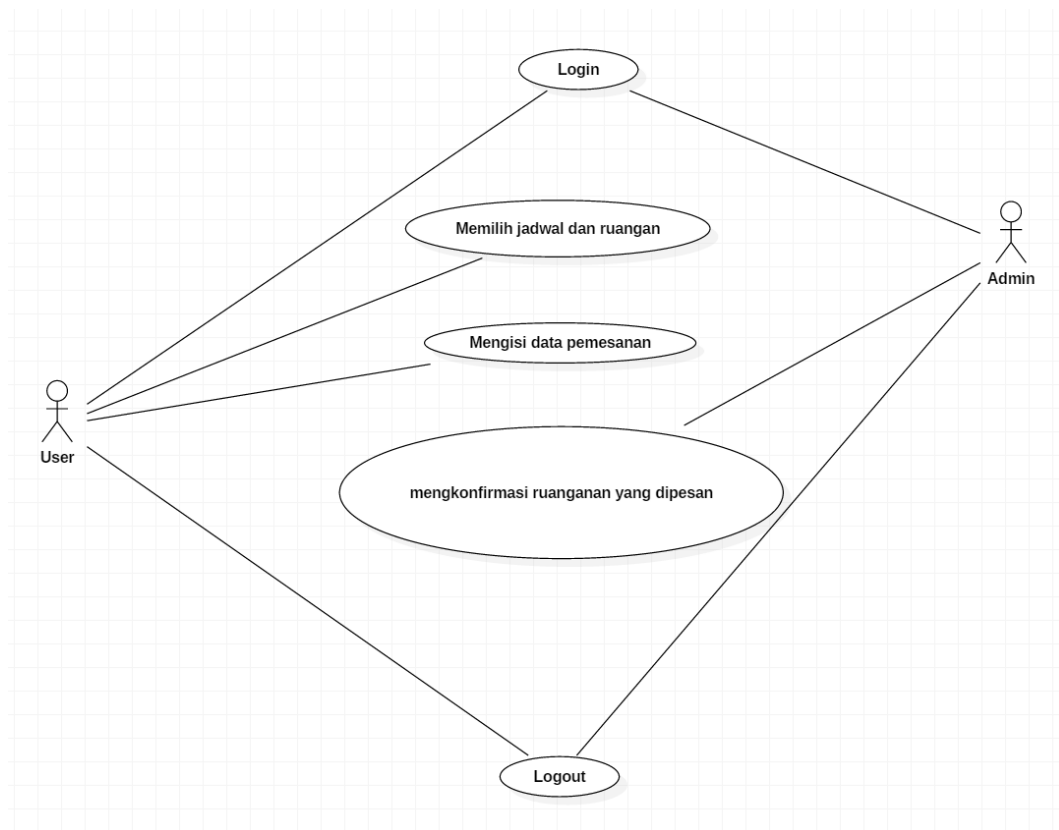 Login
Memilih jadwal dan ruangan
Admin
Mengisi data pemesanan
User
mengkonfirmasi ruanganan yang dipesan
Logout